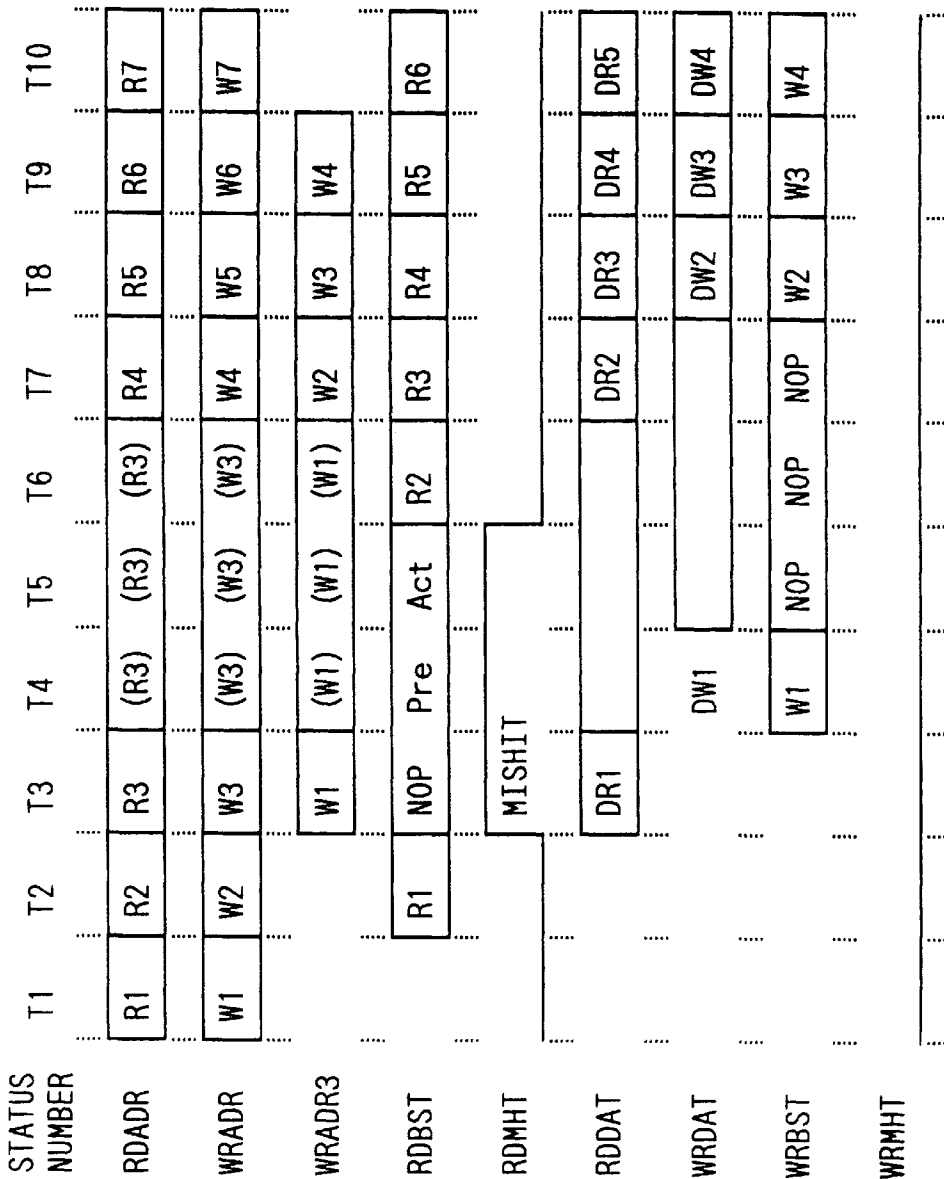 STATUS NUMBER T1 T2 T3 T4 T5 T6 T7 T8 T9 T10
RDADR R1 R2 R3 (R3) (R3) (R3) R4 R5 R6 R7
WRADR W1 W2 W3 (W3) (W3) (W3) W4 W5 W6 W7
WRADR3 W1 (W1) (W1) (W1) W2 W3 W4
RDBST R1 NOP Pre Act R2 R3 R4 R5 R6
RDMHT MISHIT
RDDAT DR1 DR2 DR3 DR4 DR5
WRDAT DW1 DW2 DW3 DW4
WRBST W1 NOP NOP NOP W2 W3 W4
WRMHT